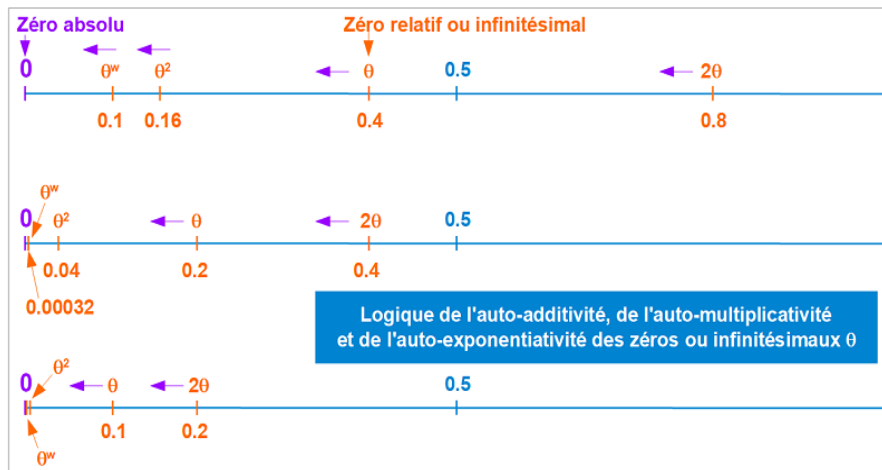 Zéro absolu Zéro relatif ou infinitésimal
0 θʷ θ² θ 0.5 2θ
0.1 0.16 0.4 0.8
θʷ
0 θ² θ 2θ 0.5
0.04 0.2 0.4
0.00032
Logique de l'auto-additivité, de l'auto-multiplicativité
et de l'auto-exponentiativité des zéros ou infinitésimaux θ
θ²
0 θ 2θ 0.5
0.1 0.2
θʷ